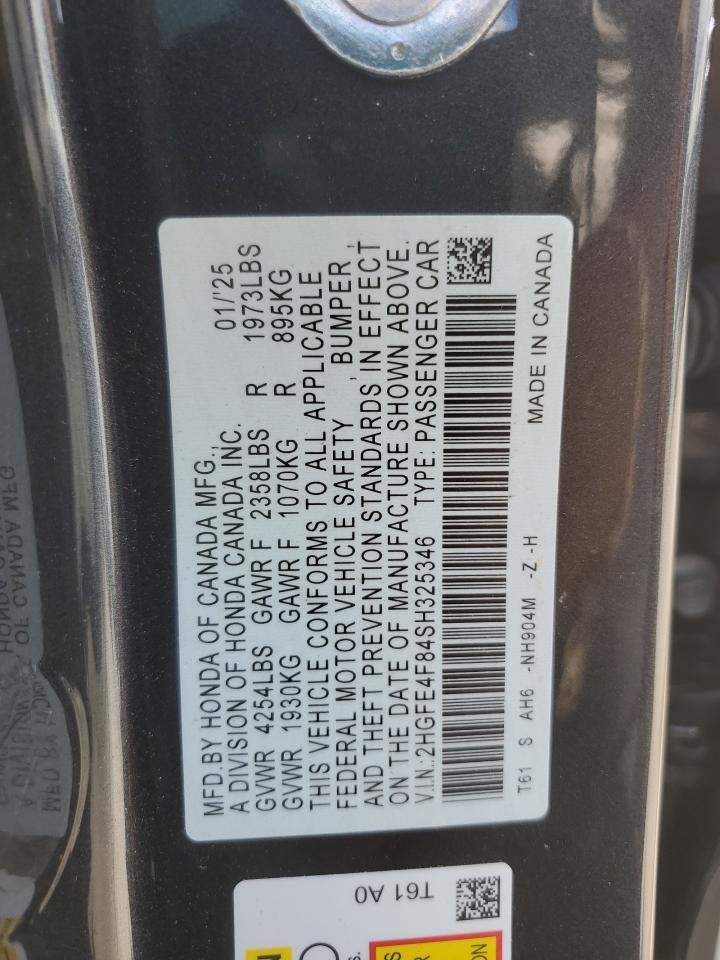 MFD.BY HONDA OF CANADA MFG., 01/'25
A DIVISION OF HONDA CANADA INC.
GVWR 4254LBS GAWR F 2358LBS R 1973LBS
GVWR 1930KG GAWR F 1070KG R 895KG
THIS VEHICLE CONFORMS TO ALL APPLICABLE
FEDERAL MOTOR VEHICLE SAFETY , BUMPER ,
AND THEFT PREVENTION STANDARDS IN EFFECT
ON THE DATE OF MANUFACTURE SHOWN ABOVE.
V.I.N.:2HGFE4F84SH325346 TYPE: PASSENGER CAR
T61 S AH6 -NH904M -Z -H MADE IN CANADA
T61 A0